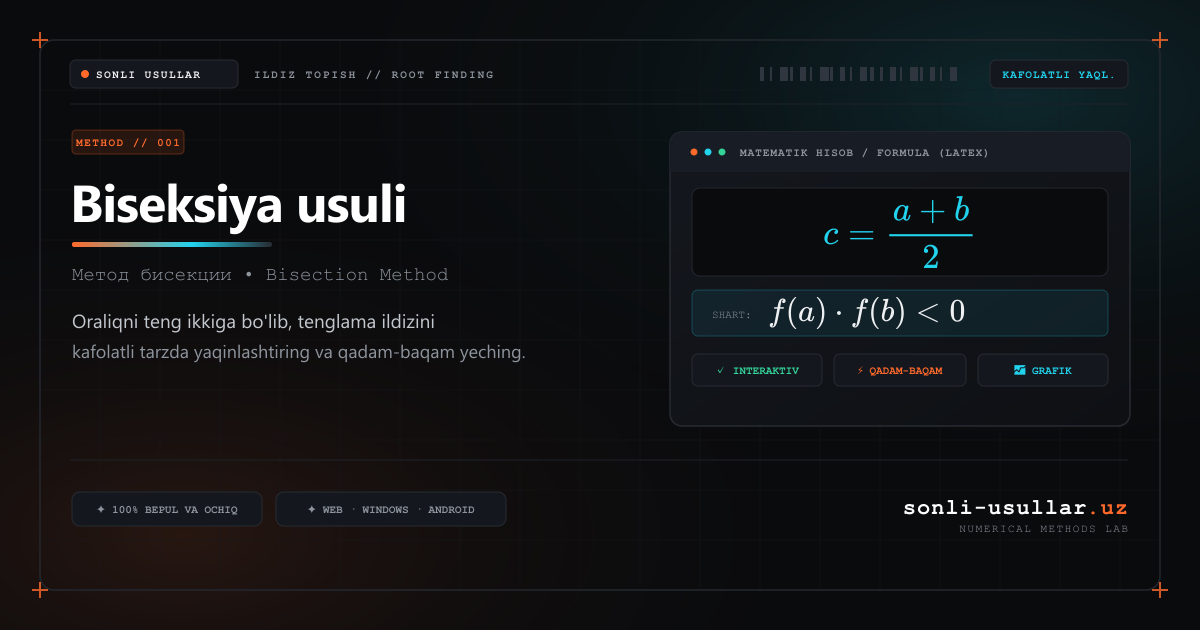 SONLI USULLAR
ILDIZ TOPISH // ROOT FINDING
KAFOLATLI YAQL.
METHOD // 001
Biseksiya usuli
Метод бисекции • Bisection Method
Oraliqni teng ikkiga bo'lib, tenglama ildizini
kafolatli tarzda yaqinlashtiring va qadam-baqam yeching.
MATEMATIK HISOB / FORMULA (LATEX)
c = a + b / 2
SHART: f(a) · f(b) < 0
✓ INTERAKTIV
⚡ QADAM-BAQAM
GRAFIK
✦ 100% BEPUL VA OCHIQ
✦ WEB · WINDOWS · ANDROID
sonli-usullar.uz
NUMERICAL METHODS LAB